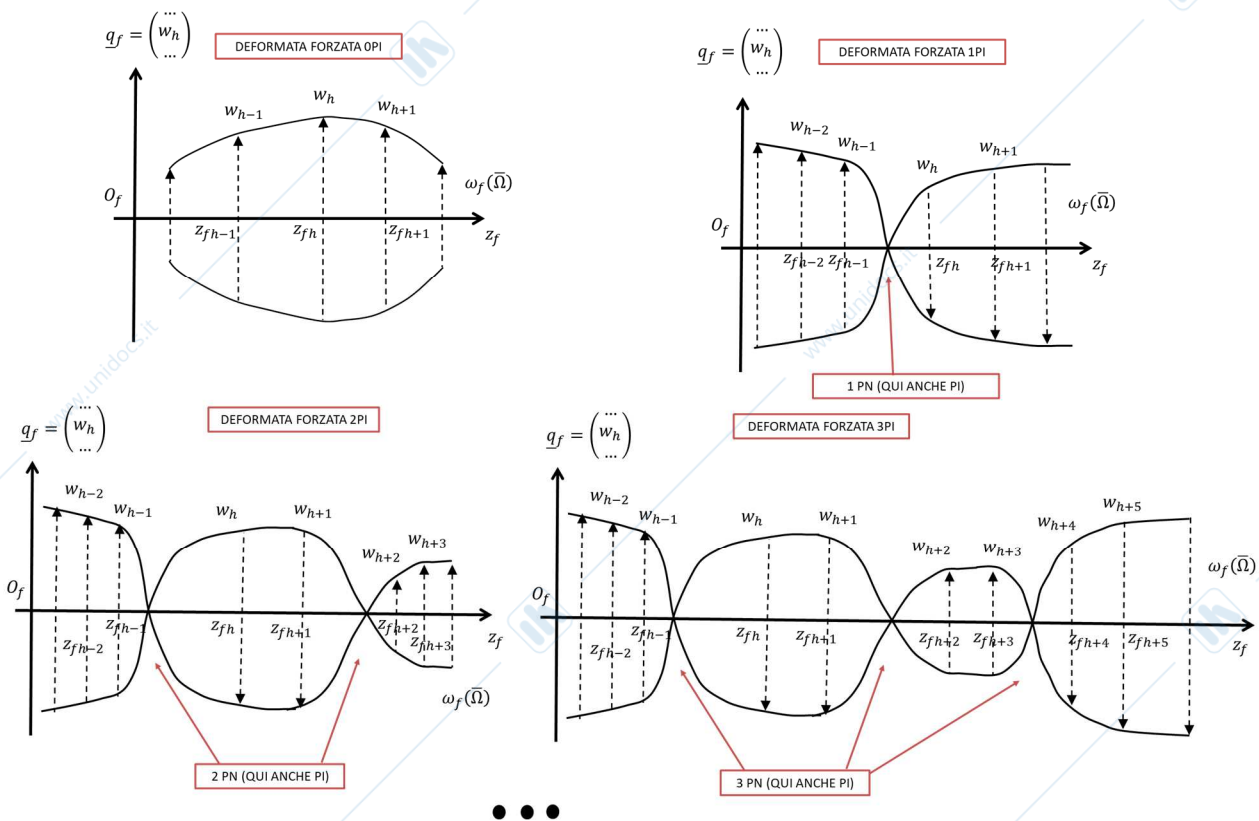 q_f = (... w_h ...)
DEFORMATA FORZATA 0PI
w_{h-1}
w_h
w_{h+1}
O_f
ω_f(Ω̅)
z_{fh-1}
z_{fh}
z_{fh+1}
z_f
q_f = (... w_h ...)
DEFORMATA FORZATA 1PI
w_{h-2}
w_{h-1}
w_h
w_{h+1}
O_f
ω_f(Ω̅)
z_{fh-2}
z_{fh-1}
z_{fh}
z_{fh+1}
z_f
1 PN (QUI ANCHE PI)
q_f = (... w_h ...)
DEFORMATA FORZATA 2PI
w_{h-2}
w_{h-1}
w_h
w_{h+1}
w_{h+2}
w_{h+3}
O_f
z_{fh-2}
z_{fh-1}
z_{fh}
z_{fh+1}
z_{fh+2}
z_{fh+3}
z_f
ω_f(Ω̅)
2 PN (QUI ANCHE PI)
q_f = (... w_h ...)
DEFORMATA FORZATA 3PI
w_{h-2}
w_{h-1}
w_h
w_{h+1}
w_{h+2}
w_{h+3}
w_{h+4}
w_{h+5}
O_f
ω_f(Ω̅)
z_{fh-2}
z_{fh-1}
z_{fh}
z_{fh+1}
z_{fh+2}
z_{fh+3}
z_{fh+4}
z_{fh+5}
z_f
3 PN (QUI ANCHE PI)
...
www.unidocs.it
www.unidocs.it